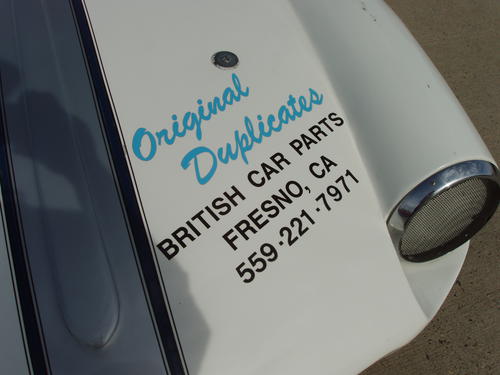 Original
Duplicates
BRITISH CAR PARTS
FRESNO, CA
559·221·7971